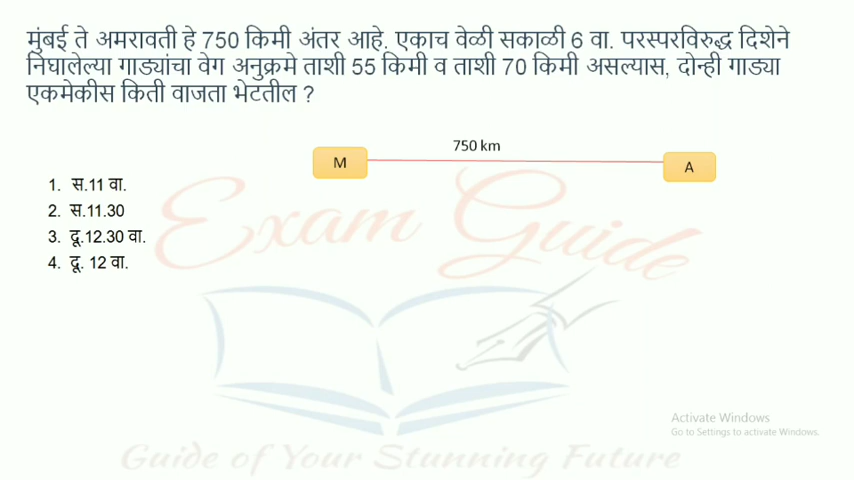 मुंबई ते अमरावती हे 750 किमी अंतर आहे. एकाच वेळी सकाळी 6 वा. परस्परविरुद्ध दिशेने
निघालेल्या गाड्यांचा वेग अनुक्रमे ताशी 55 किमी व ताशी 70 किमी असल्यास, दोन्ही गाड्या
एकमेकीस किती वाजता भेटतील ?
750 km
M
A
1. स.11 वा.
2. स.11.30
3. दू.12.30 वा.
4. दू. 12 वा.
Exam Guide
Guide of Your Stunning Future
Activate Windows
Go to Settings to activate Windows.